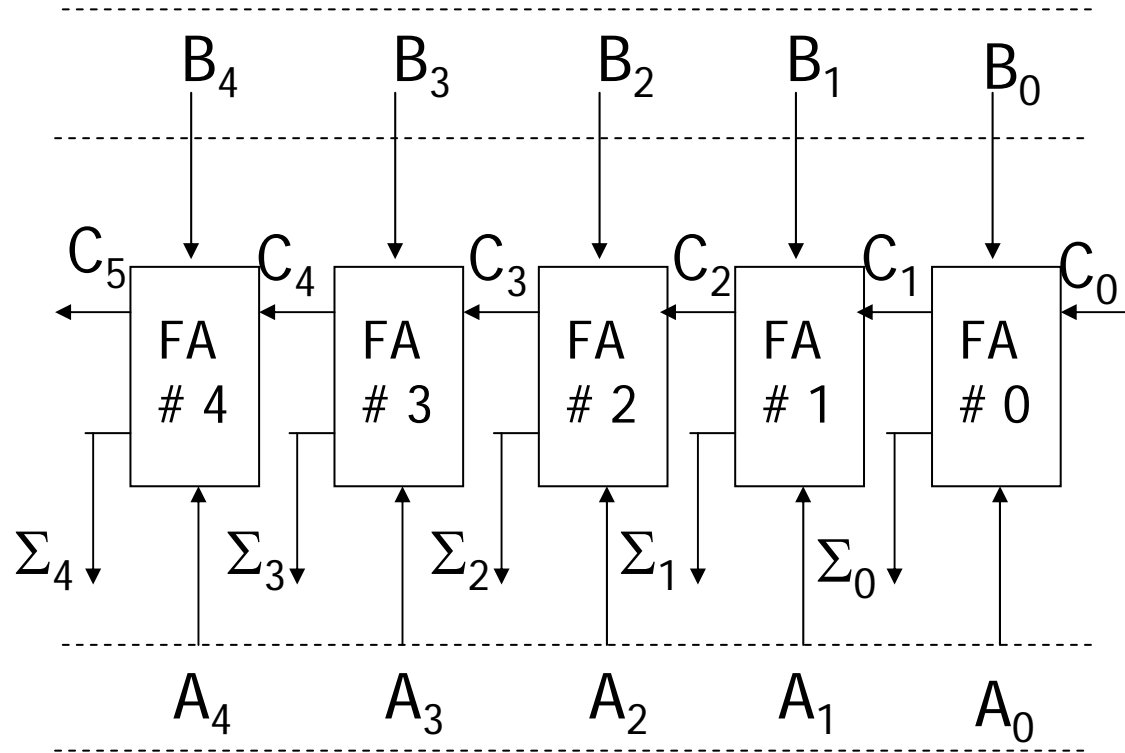 B₄ B₃ B₂ B₁ B₀
C₅ C₄ C₃ C₂ C₁ C₀
FA FA FA FA FA
# 4 # 3 # 2 # 1 # 0
Σ₄ Σ₃ Σ₂ Σ₁ Σ₀
A₄ A₃ A₂ A₁ A₀